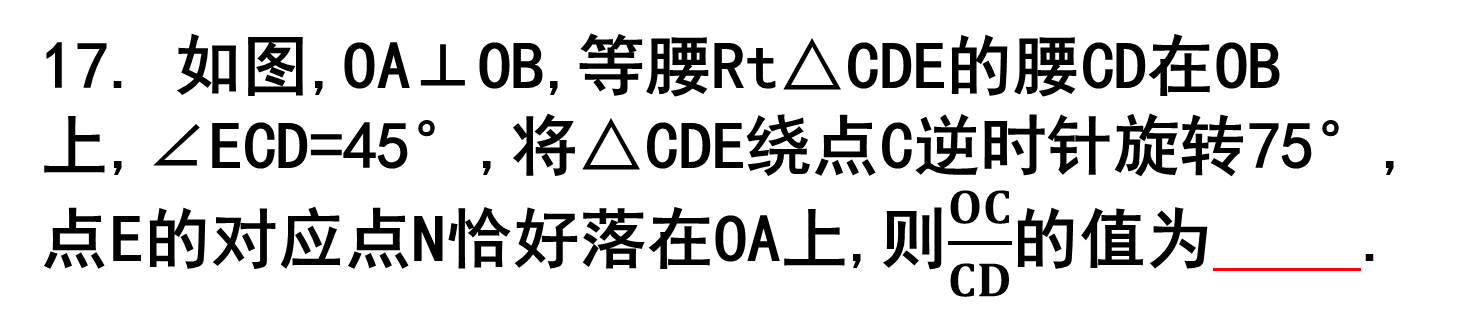 17. 如图,OA⊥OB,等腰Rt△CDE的腰CD在OB
上,∠ECD=45°,将△CDE绕点C逆时针旋转75°,
点E的对应点N恰好落在OA上,则OC/CD的值为_____.